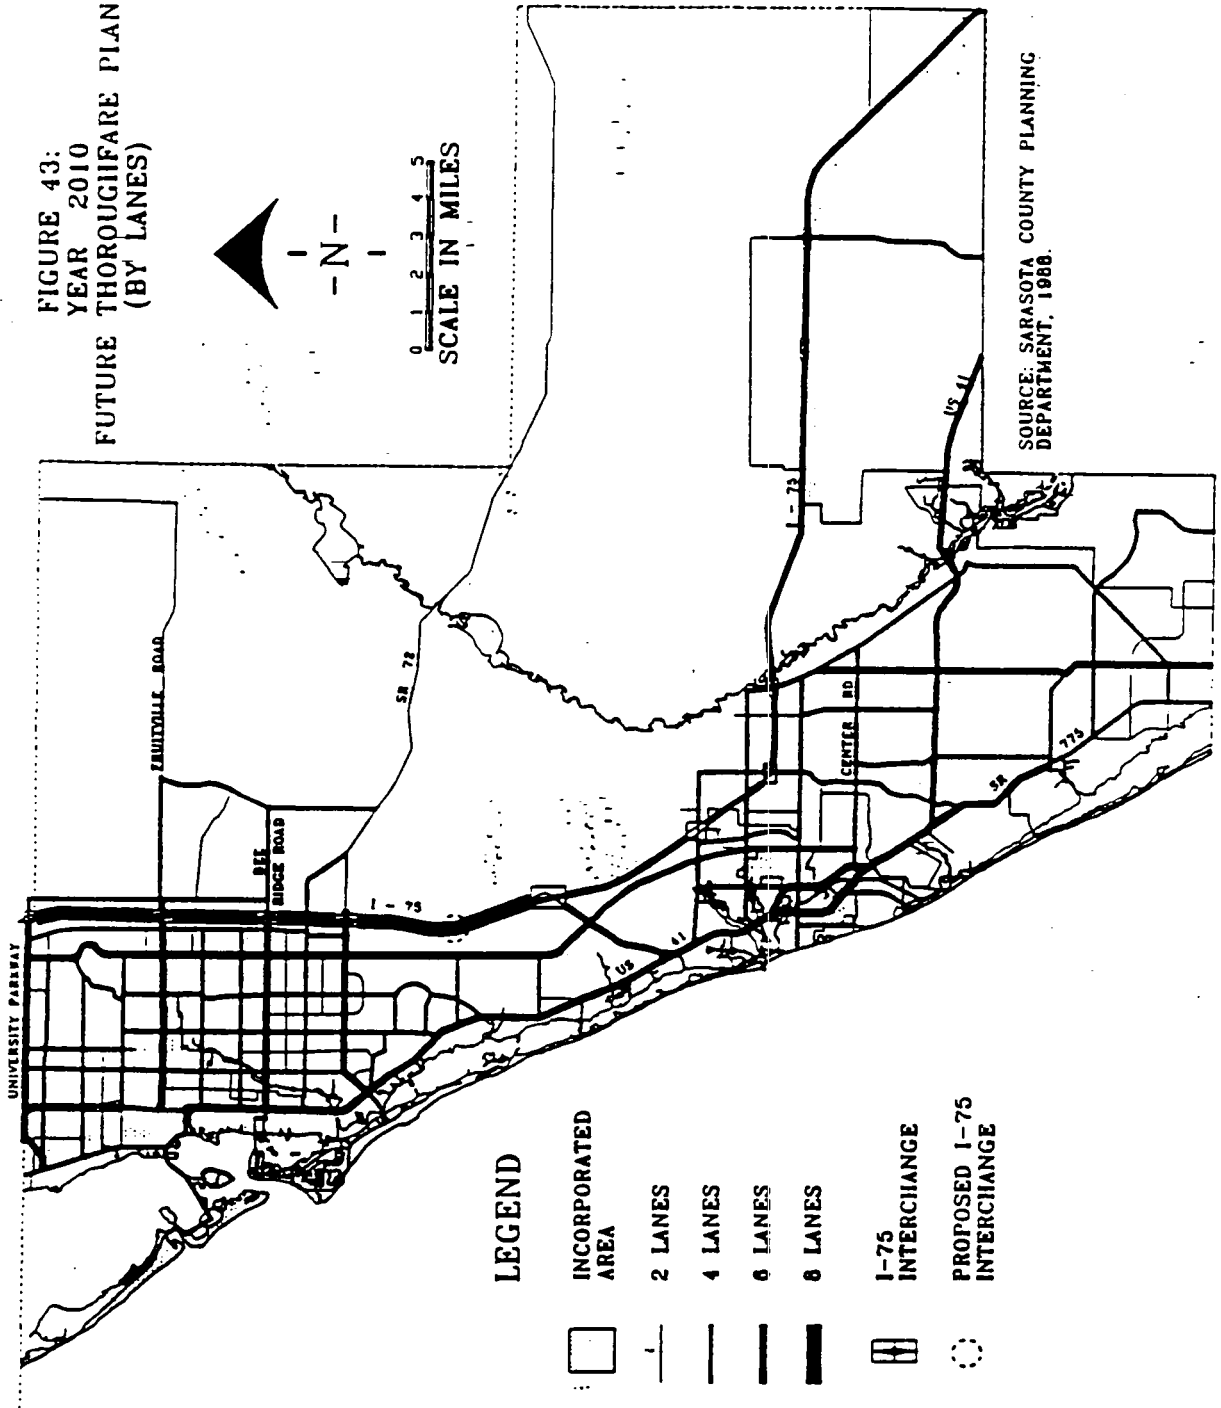 FIGURE 43:
YEAR 2010
FUTURE THOROUGHFARE PLAN
(BY LANES)
-N-
0 1 2 3 4 5
SCALE IN MILES
UNIVERSITY PARKWAY
FRUITVILLE ROAD
BEE
RIDGE ROAD
I - 75
SR 72
US 41
I - 75
CENTER RD
SR 775
US 41
SOURCE: SARASOTA COUNTY PLANNING
DEPARTMENT, 1988.
LEGEND
INCORPORATED
AREA
2 LANES
4 LANES
6 LANES
8 LANES
I-75
INTERCHANGE
PROPOSED I-75
INTERCHANGE